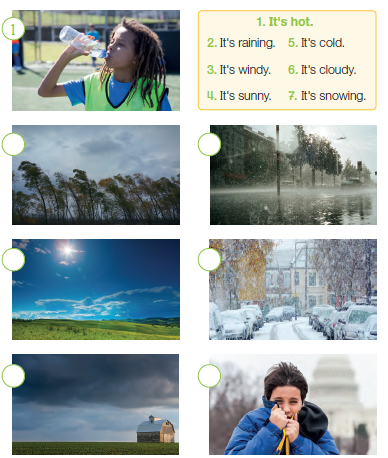 1
1. It's hot.
2. It's raining. 5. It's cold.
3. It's windy. 6. It's cloudy.
4. It's sunny. 7. It's snowing.